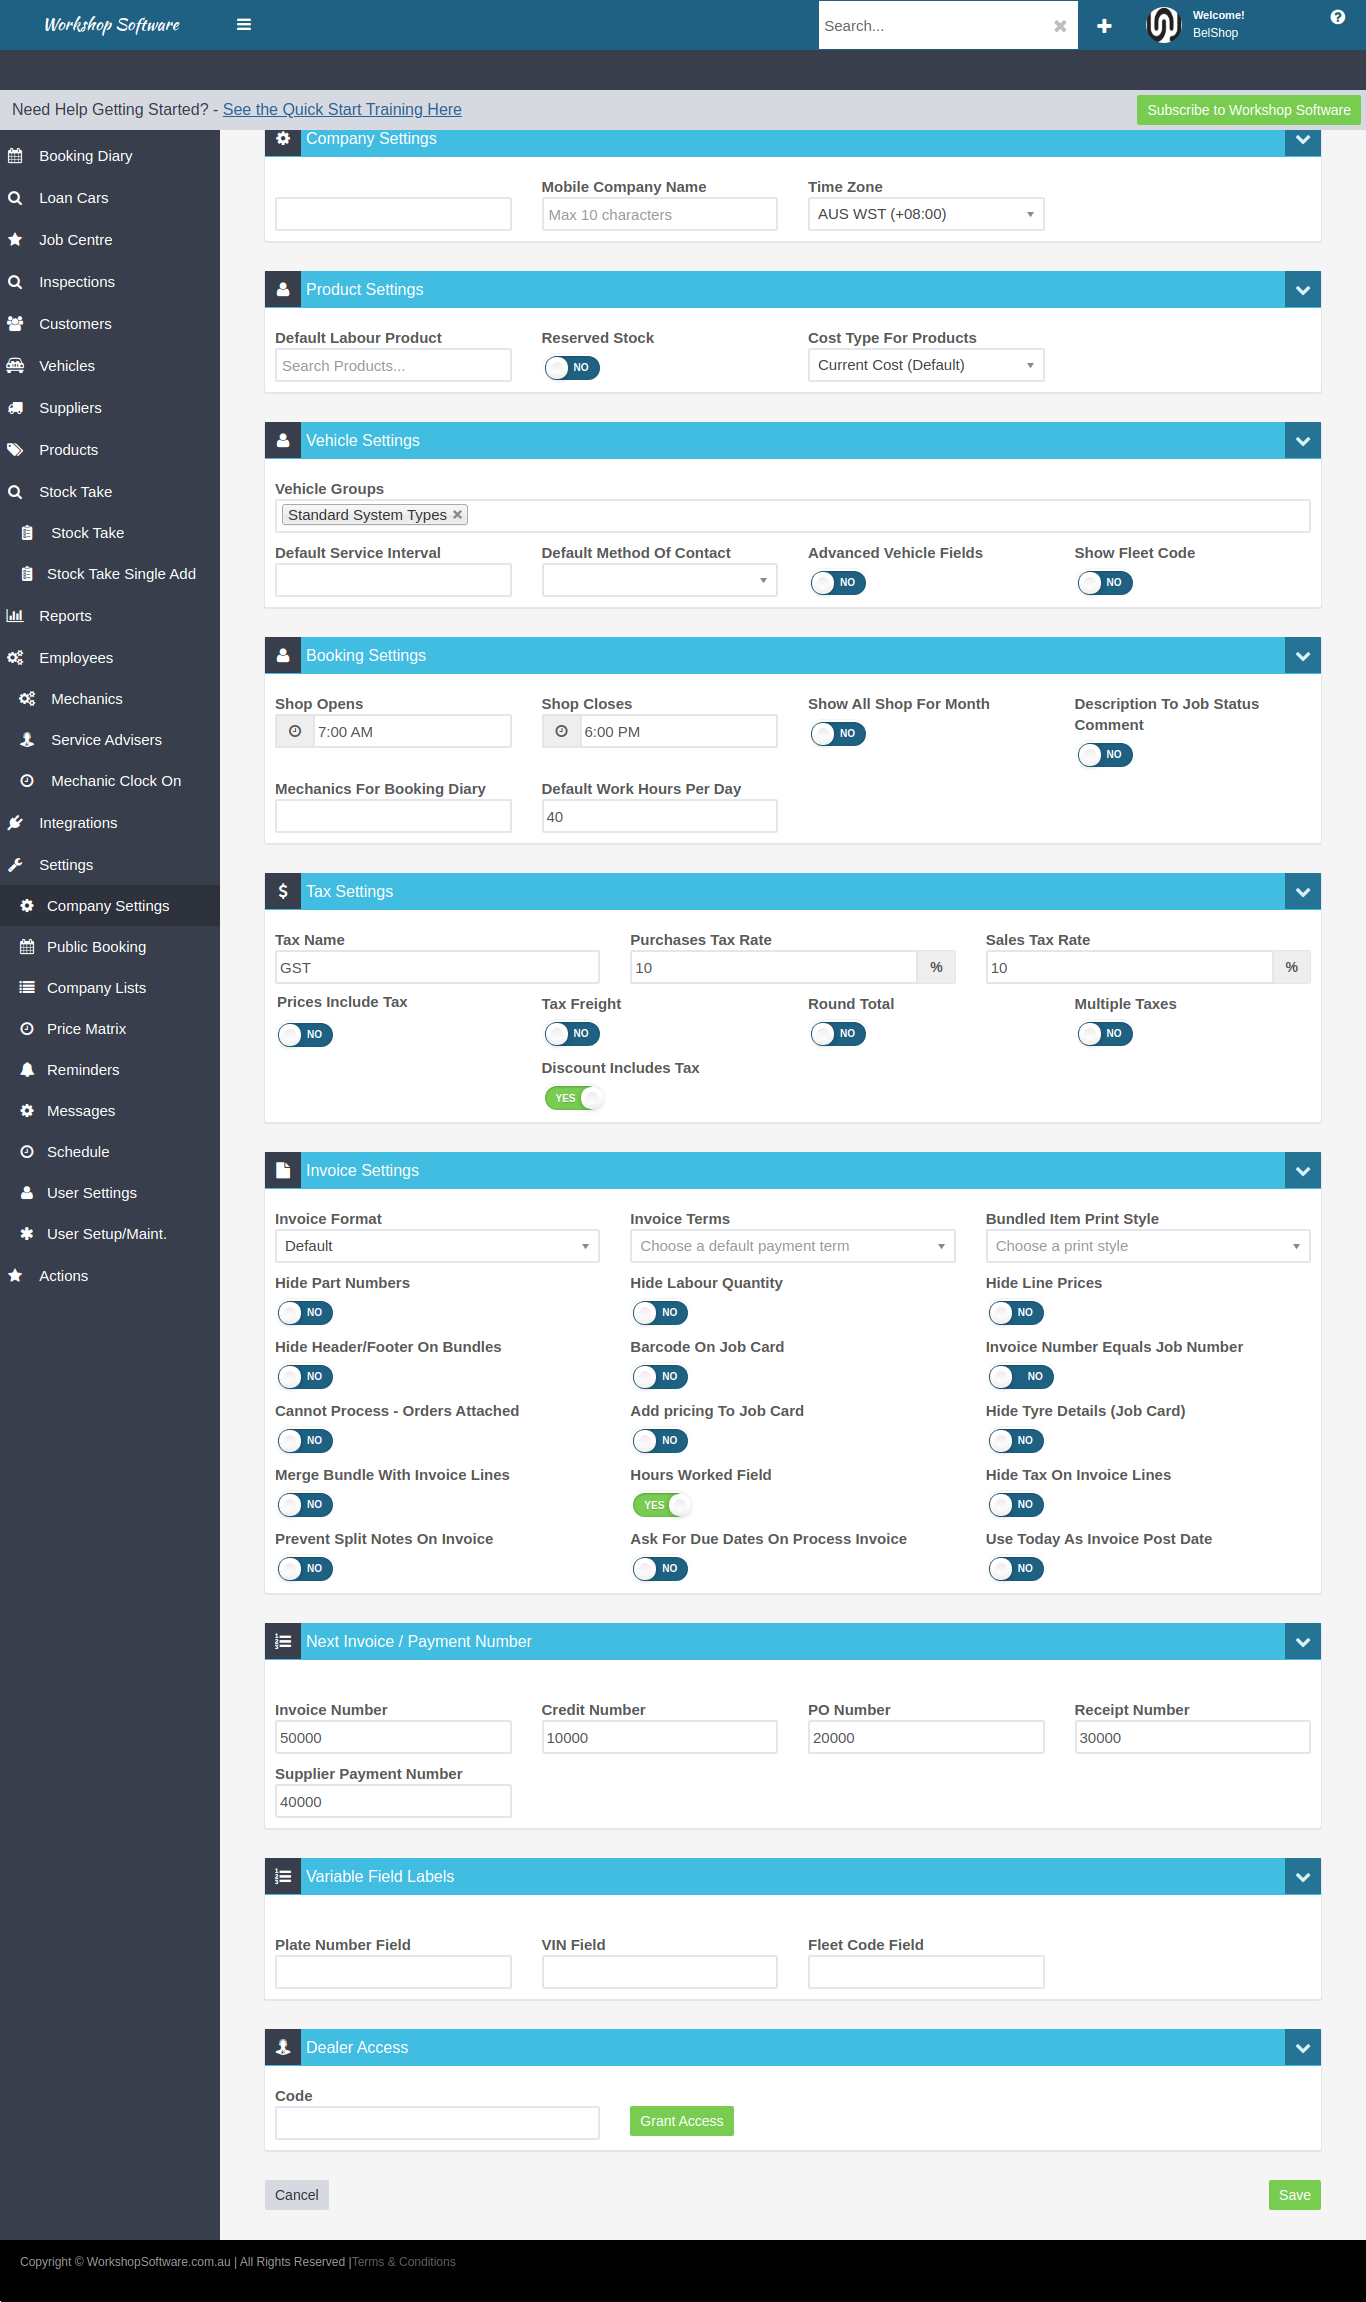 Workshop Software
Search...
Welcome!
BelShop
Need Help Getting Started? - See the Quick Start Training Here
Subscribe to Workshop Software
Booking Diary
Loan Cars
Job Centre
Inspections
Customers
Vehicles
Suppliers
Products
Stock Take
Stock Take
Stock Take Single Add
Reports
Employees
Mechanics
Service Advisers
Mechanic Clock On
Integrations
Settings
Company Settings
Public Booking
Company Lists
Price Matrix
Reminders
Messages
Schedule
User Settings
User Setup/Maint.
Actions
Company Settings
Mobile Company Name Time Zone
Max 10 characters AUS WST (+08:00)
Product Settings
Default Labour Product Reserved Stock Cost Type For Products
Search Products... NO Current Cost (Default)
Vehicle Settings
Vehicle Groups
Standard System Types
Default Service Interval Default Method Of Contact Advanced Vehicle Fields Show Fleet Code
NO NO
Booking Settings
Shop Opens Shop Closes Show All Shop For Month Description To Job Status
Comment
7:00 AM 6:00 PM NO NO
Mechanics For Booking Diary Default Work Hours Per Day
40
Tax Settings
Tax Name Purchases Tax Rate Sales Tax Rate
GST 10 % 10 %
Prices Include Tax Tax Freight Round Total Multiple Taxes
NO NO NO NO
Discount Includes Tax
YES
Invoice Settings
Invoice Format Invoice Terms Bundled Item Print Style
Default Choose a default payment term Choose a print style
Hide Part Numbers Hide Labour Quantity Hide Line Prices
NO NO NO
Hide Header/Footer On Bundles Barcode On Job Card Invoice Number Equals Job Number
NO NO NO
Cannot Process - Orders Attached Add pricing To Job Card Hide Tyre Details (Job Card)
NO NO NO
Merge Bundle With Invoice Lines Hours Worked Field Hide Tax On Invoice Lines
NO YES NO
Prevent Split Notes On Invoice Ask For Due Dates On Process Invoice Use Today As Invoice Post Date
NO NO NO
Next Invoice / Payment Number
Invoice Number Credit Number PO Number Receipt Number
50000 10000 20000 30000
Supplier Payment Number
40000
Variable Field Labels
Plate Number Field VIN Field Fleet Code Field
Dealer Access
Code
Grant Access
Cancel Save
Copyright © WorkshopSoftware.com.au | All Rights Reserved |Terms & Conditions